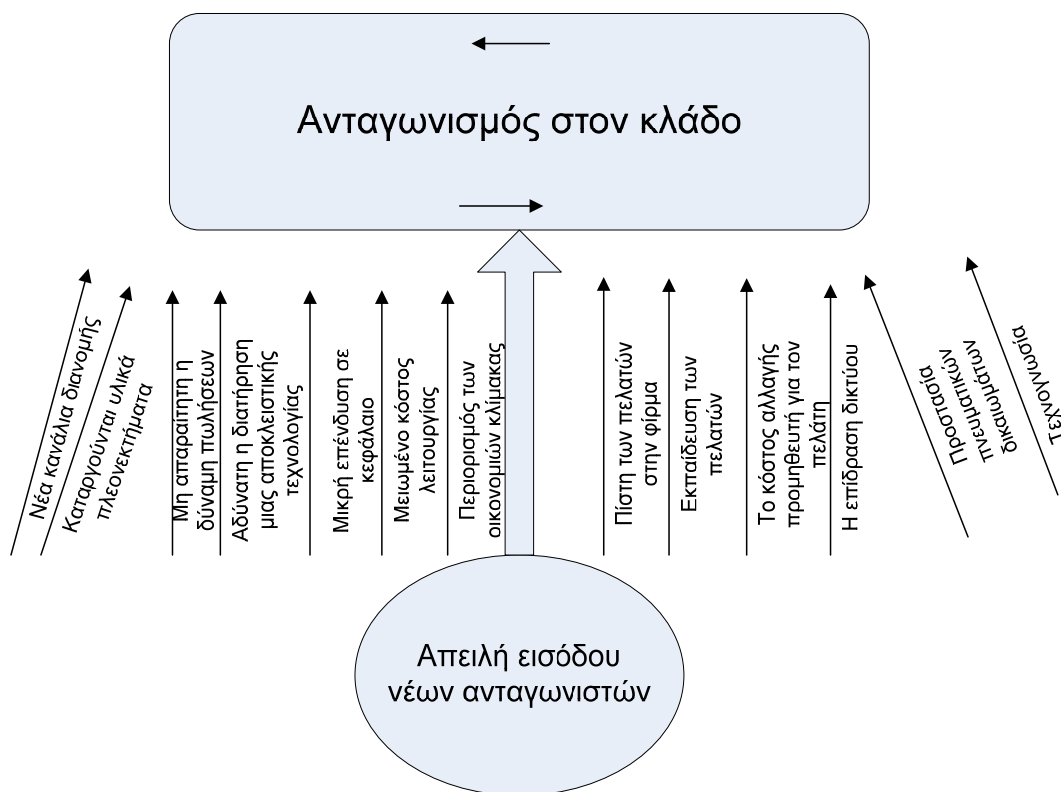 Ανταγωνισμός στον κλάδο
Νέα κανάλια διανομής
Καταργούνται υλικά
πλεονεκτήματα
Μη απαραίτητη η
δύναμη πωλήσεων
Αδύνατη η διατήρηση
μιας αποκλειστικής
τεχνολογίας
Μικρή επένδυση σε
κεφάλαιο
Μειωμένο κόστος
λειτουργίας
Περιορισμός των
οικονομιών κλίμακας
Πίστη των πελατών
στην φίρμα
Εκπαίδευση των
πελατών
Το κόστος αλλαγής
προμηθευτή για τον
πελάτη
Η επίδραση δικτύου
Προστασία
πνευματικών
δικαιωμάτων
Τεχνογνωσία
Απειλή εισόδου
νέων ανταγωνιστών